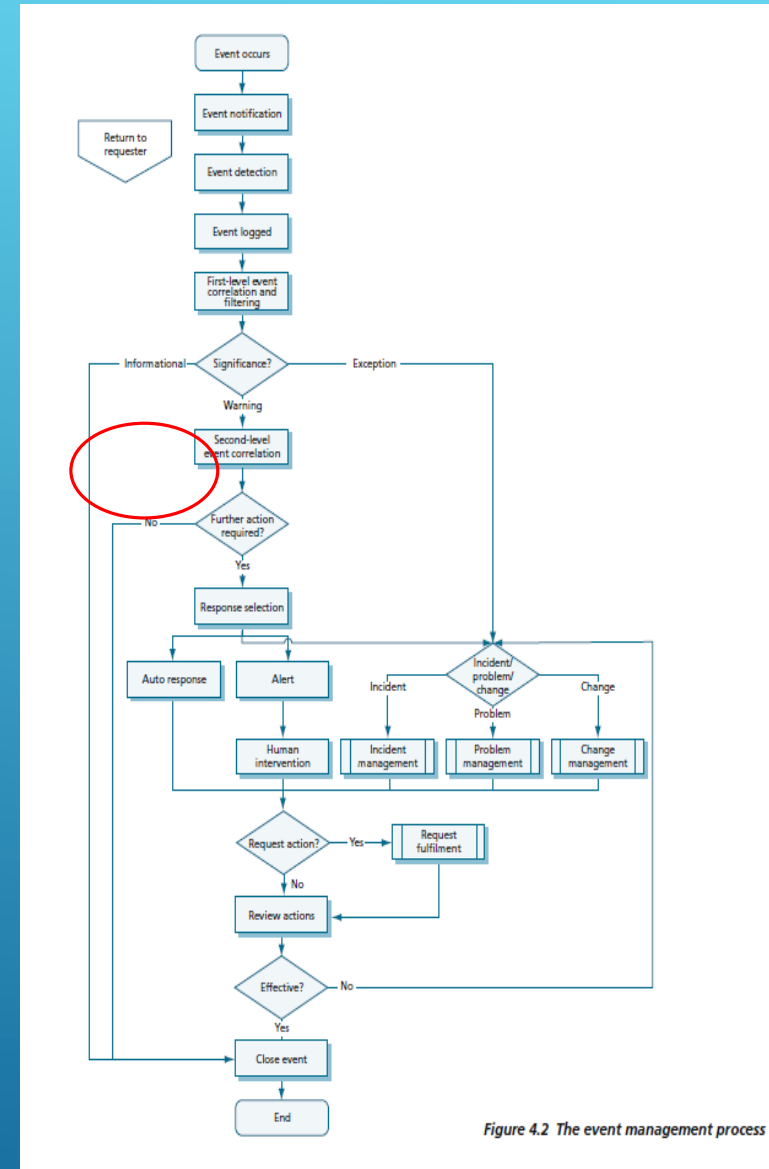 Event occurs
Event notification
Return to
requester
Event detection
Event logged
First-level event
correlation and
filtering
Informational
Significance?
Exception
Warning
Second-level
event correlation
No
Further action
required?
Yes
Response selection
Auto response
Alert
Incident/
problem/
change
Incident
Change
Problem
Human
intervention
Incident
management
Problem
management
Change
management
Request action?
Yes
Request
fulfilment
No
Review actions
Effective?
No
Yes
Close event
End
Figure 4.2 The event management process